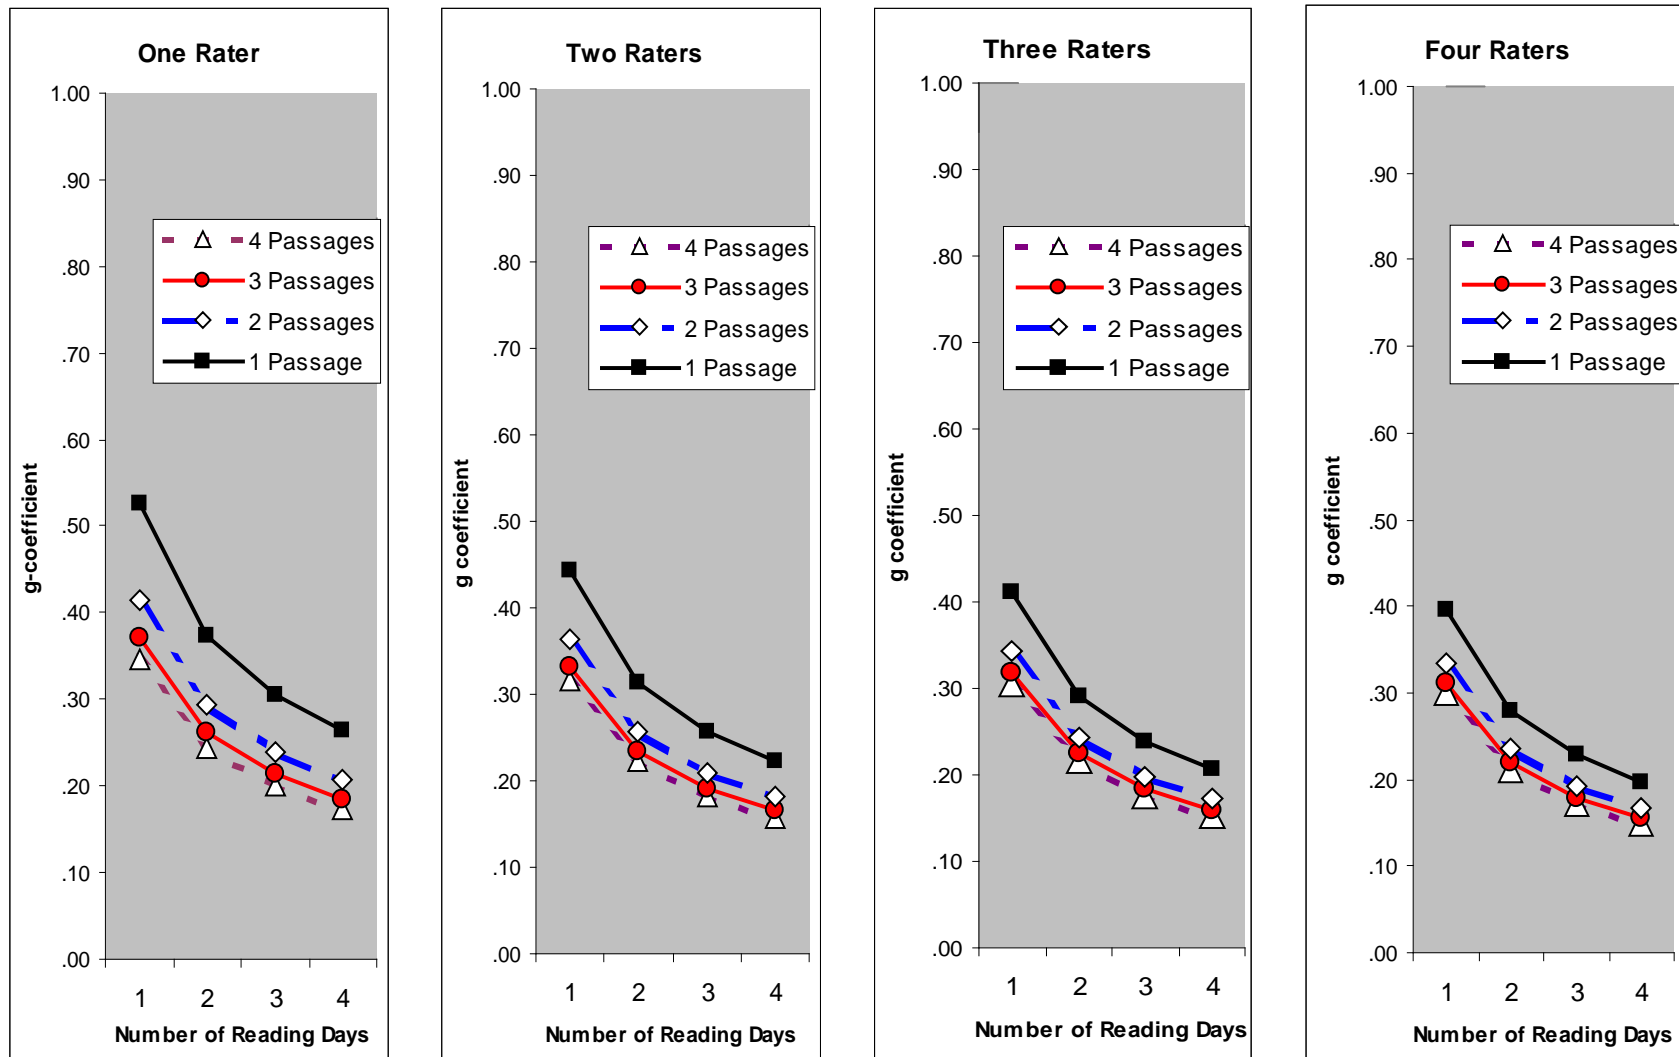 One Rater
1.00
.90
.80
.70
.60
.50
.40
.30
.20
.10
.00
g-coefficient
4 Passages
3 Passages
2 Passages
1 Passage
1 2 3 4
Number of Reading Days
Two Raters
1.00
.90
.80
.70
.60
.50
.40
.30
.20
.10
.00
g coefficient
4 Passages
3 Passages
2 Passages
1 Passage
1 2 3 4
Number of Reading Days
Three Raters
1.00
.90
.80
.70
.60
.50
.40
.30
.20
.10
.00
g coefficient
4 Passages
3 Passages
2 Passages
1 Passage
1 2 3 4
Number of Reading Days
Four Raters
1.00
.90
.80
.70
.60
.50
.40
.30
.20
.10
.00
g coefficient
4 Passages
3 Passages
2 Passages
1 Passage
1 2 3 4
Number of Reading Days